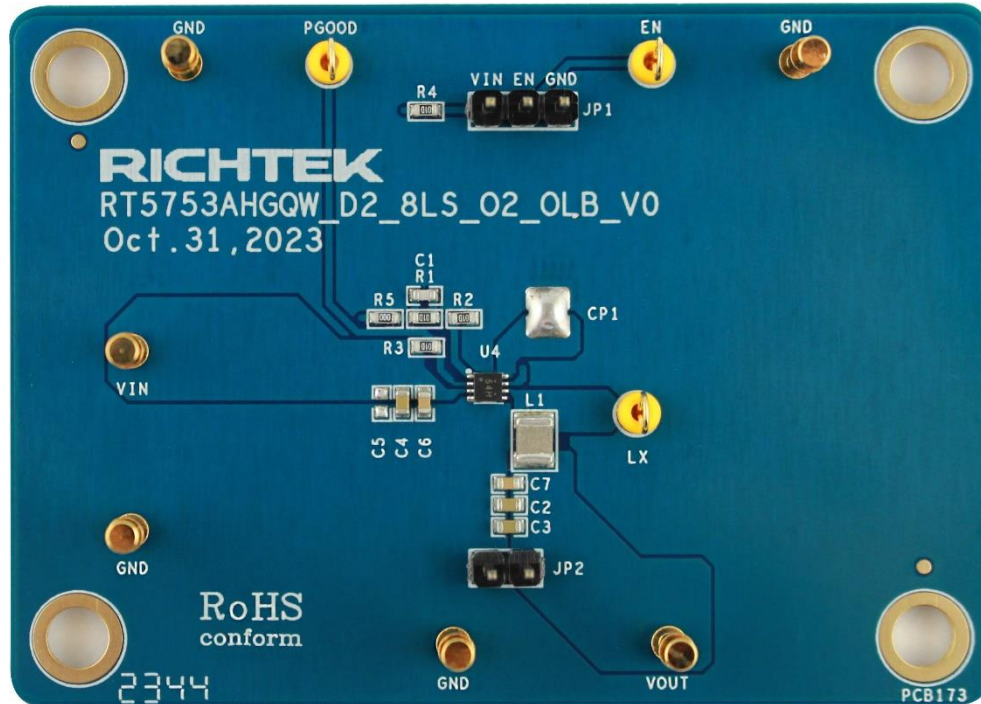 GND
PGOOD
EN
GND
VIN EN GND
R4
JP1
RICHTEK
RT5753AHGQW_D2_8LS_O2_OLB_V0
Oct.31,2023
C1
R1
R5
R2
CP1
R3
U4
VIN
L1
C5
C4
C6
LX
C7
C2
C3
GND
JP2
RoHS
conform
2344
GND
VOUT
PCB173